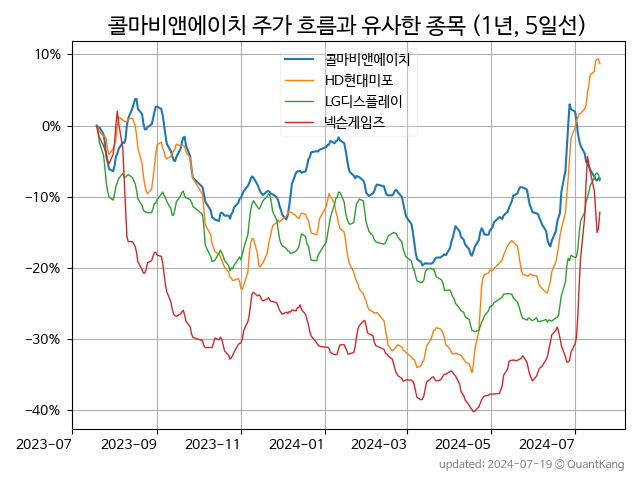 콜마비앤에이치 주가 흐름과 유사한 종목 (1년, 5일선)
콜마비앤에이치
HD현대미포
LG디스플레이
넥슨게임즈
10%
0%
−10%
−20%
−30%
−40%
2023-07 2023-09 2023-11 2024-01 2024-03 2024-05 2024-07
updated: 2024-07-19 © QuantKang